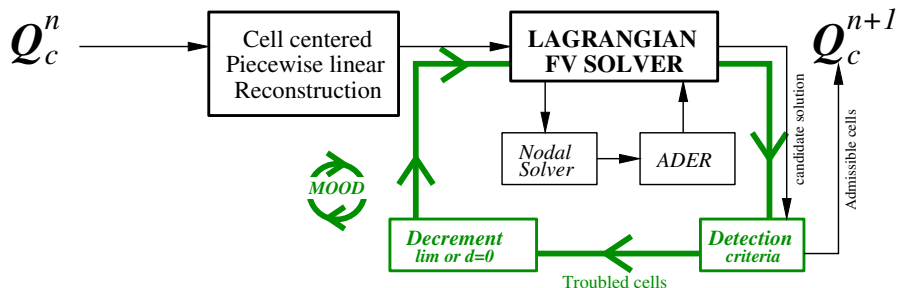 Q_c^n
Cell centered
Piecewise linear
Reconstruction
LAGRANGIAN
FV SOLVER
Q_c^{n+1}
candidate solution
Admissible cells
Nodal
Solver
ADER
MOOD
Decrement
lim or d=0
Detection
criteria
Troubled cells